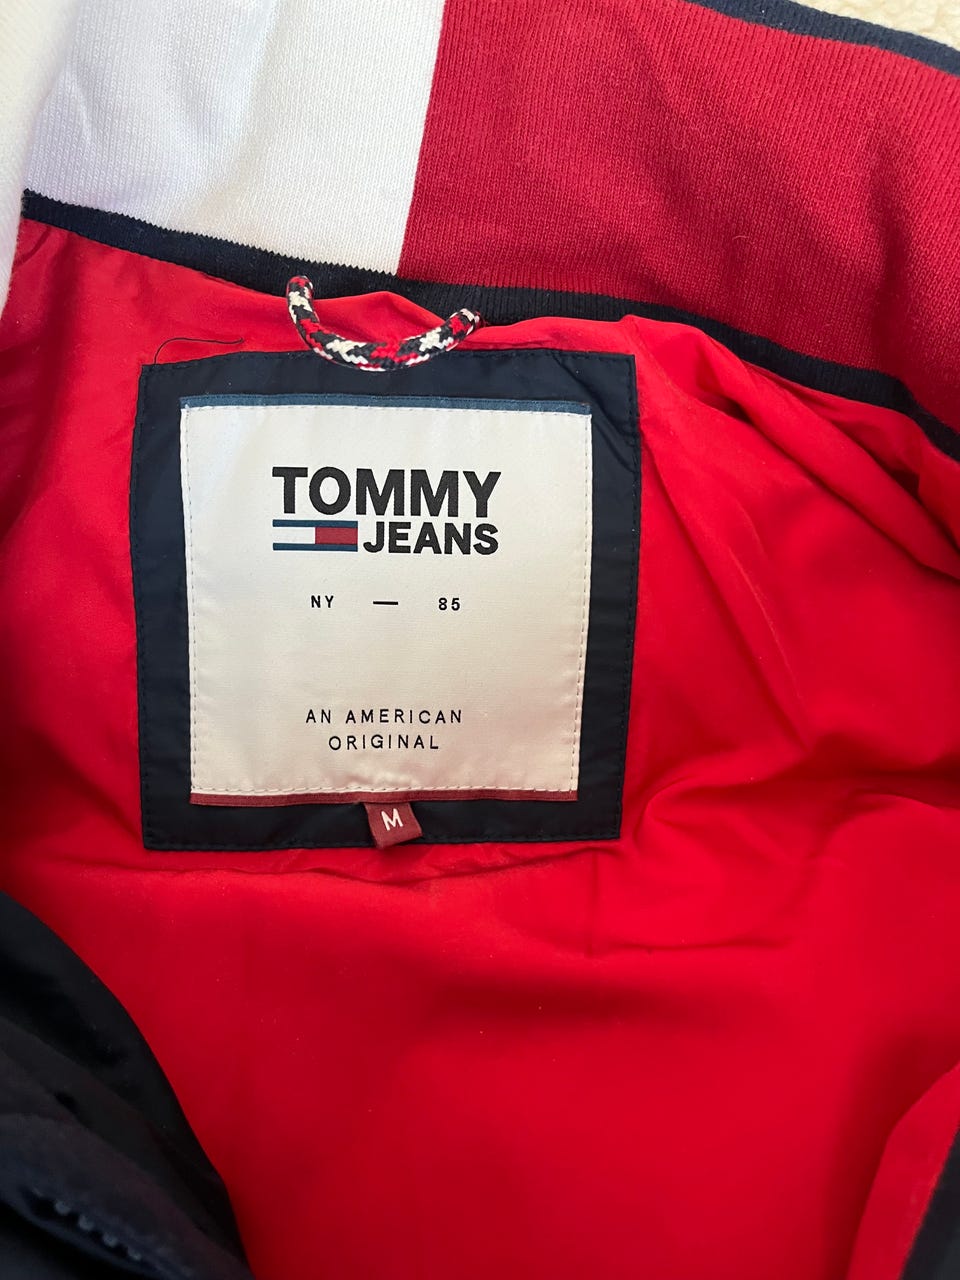 TOMMY
JEANS
NY — 85
AN AMERICAN
ORIGINAL
M